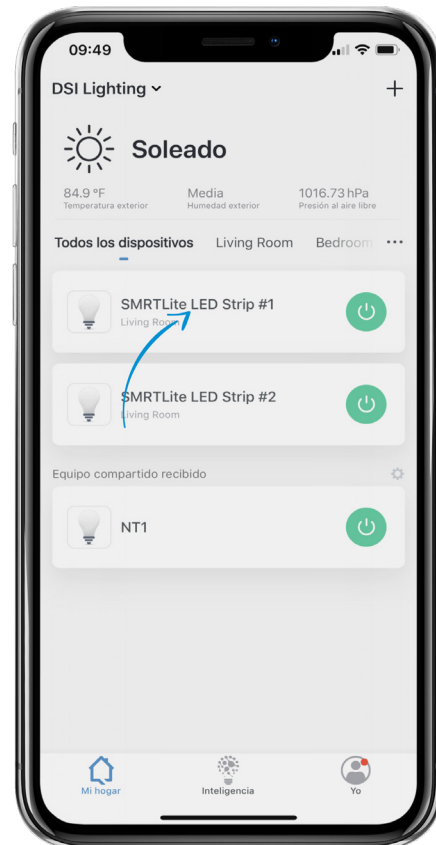 09:49
DSI Lighting
Soleado
84.9 °F Media 1016.73 hPa
Temperatura exterior Humedad exterior Presión al aire libre
Todos los dispositivos Living Room Bedroom ...
SMRTLite LED Strip #1
Living Room
SMRTLite LED Strip #2
Living Room
Equipo compartido recibido
NT1
Mi hogar Inteligencia Yo